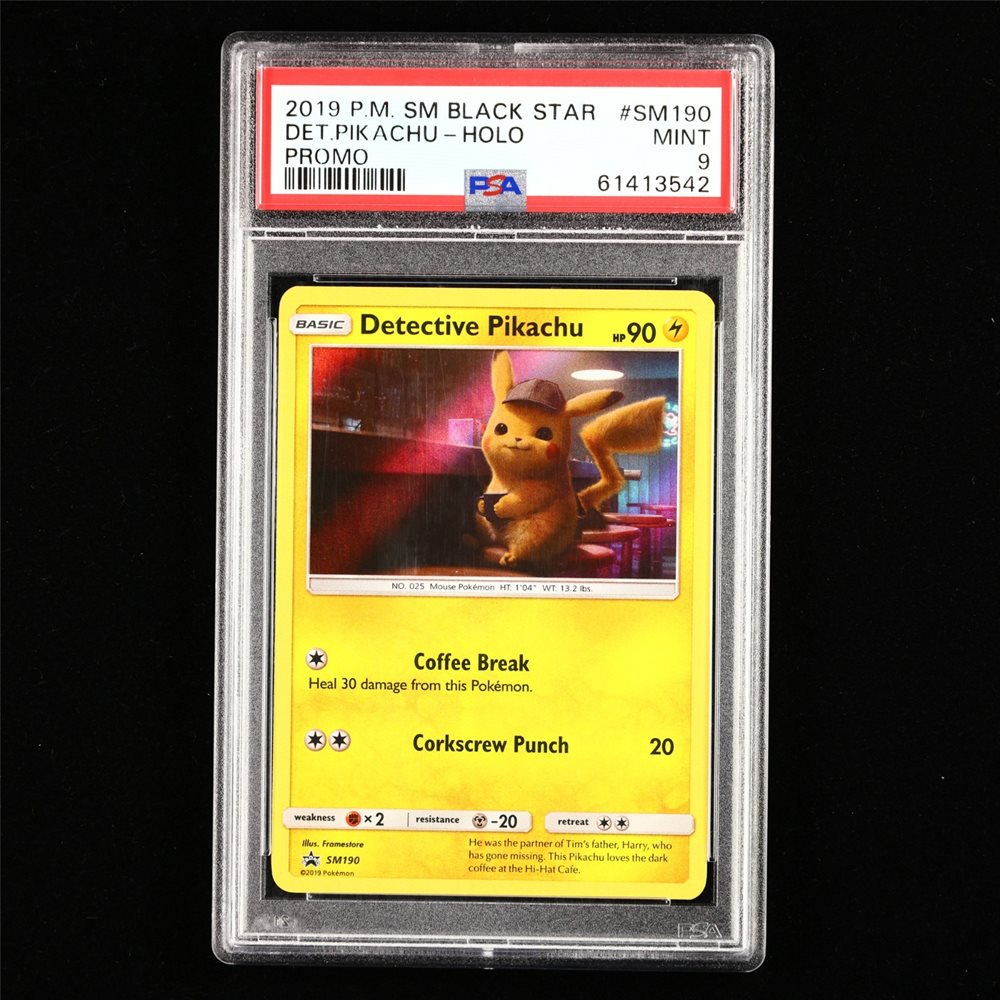 2019 P.M. SM BLACK STAR #SM190
DET.PIKACHU-HOLO MINT
PROMO 9
PSA 61413542
BASIC Detective Pikachu HP 90
NO. 025 Mouse Pokémon HT: 1'04" WT: 13.2 lbs.
Coffee Break
Heal 30 damage from this Pokémon.
Corkscrew Punch 20
weakness ×2 resistance -20 retreat
Illus. Framestore
SM190
©2019 Pokémon
He was the partner of Tim's father, Harry, who
has gone missing. This Pikachu loves the dark
coffee at the Hi-Hat Cafe.
PSA